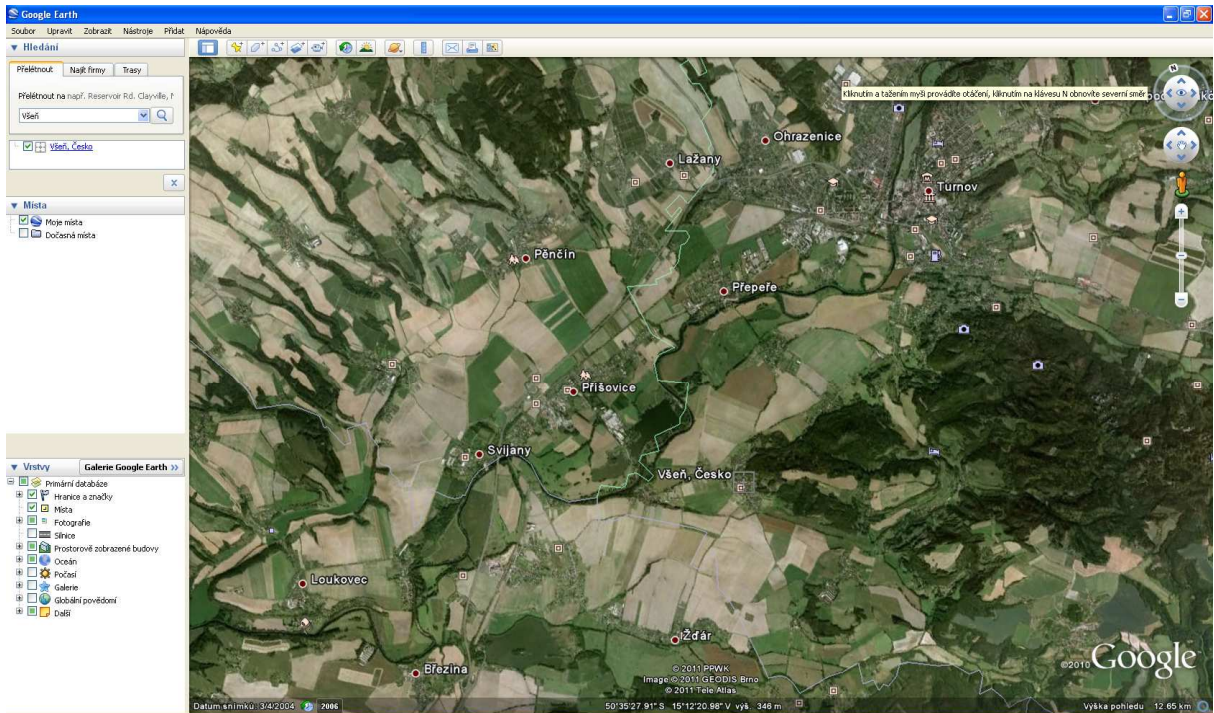 Google Earth
Soubor Upravit Zobrazit Nástroje Přidat Nápověda
Hledání
Přelétnout Najít firmy Trasy
Přelétnout na např. Reservoir Rd. Clayville, N
Všeň
Všeň, Česko
Místa
Moje místa
Dočasná místa
Vrstvy Galerie Google Earth >>
Primární databáze
Hranice a značky
Místa
Fotografie
Silnice
Prostorově zobrazené budovy
Oceán
Počasí
Galerie
Globální povědomí
Další
N
Kliknutím a tažením myši provádíte otáčení, kliknutím na klávesu N obnovíte severní směr
Ohrazenice
Lažany
Turnov
Pěnčín
Přepeře
Příšovice
Svijany
Všeň, Česko
Loukovec
Žďár
Březina
© 2011 PPWK
Image © 2011 GEODIS Brno
© 2011 Tele Atlas
©2010 Google
Datum snímků: 3/4/2004 2006
50°35'27.91" S 15°12'20.98" V výš. 346 m
Výška pohledu 12.65 km